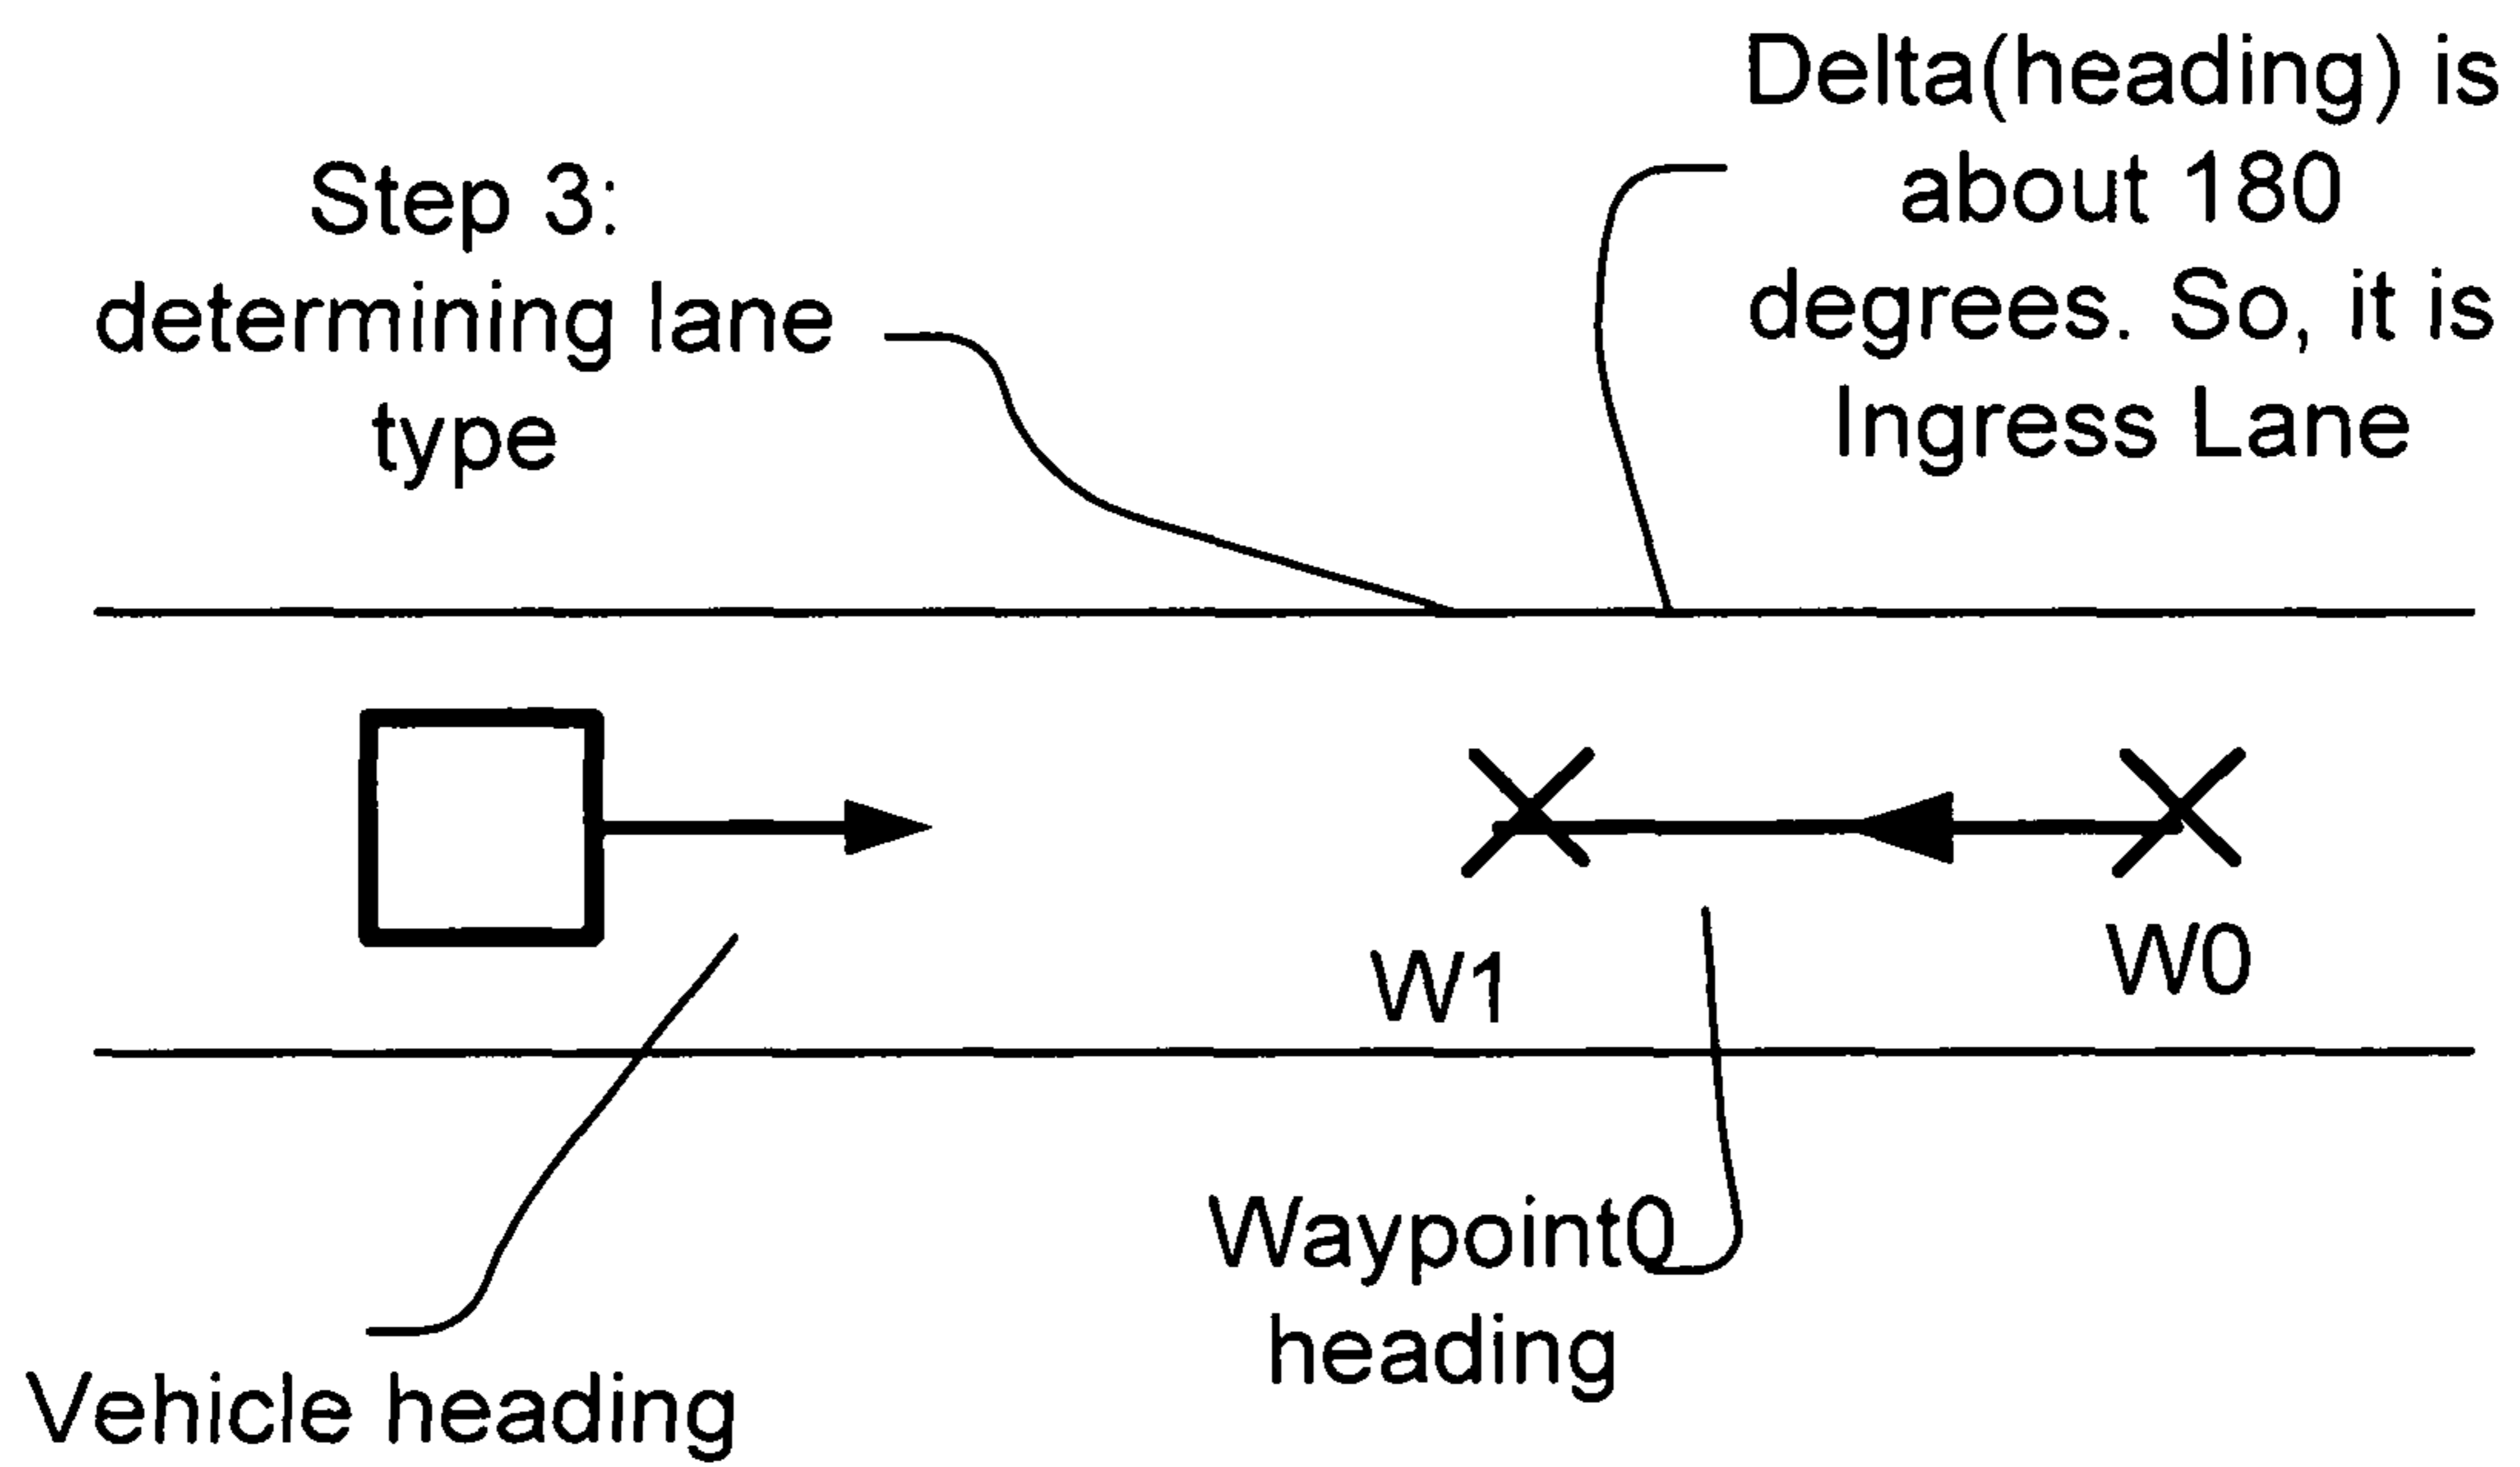 Step 3:
determining lane
type
Delta(heading) is
about 180
degrees. So, it is
Ingress Lane
W1
W0
Waypoint0
heading
Vehicle heading